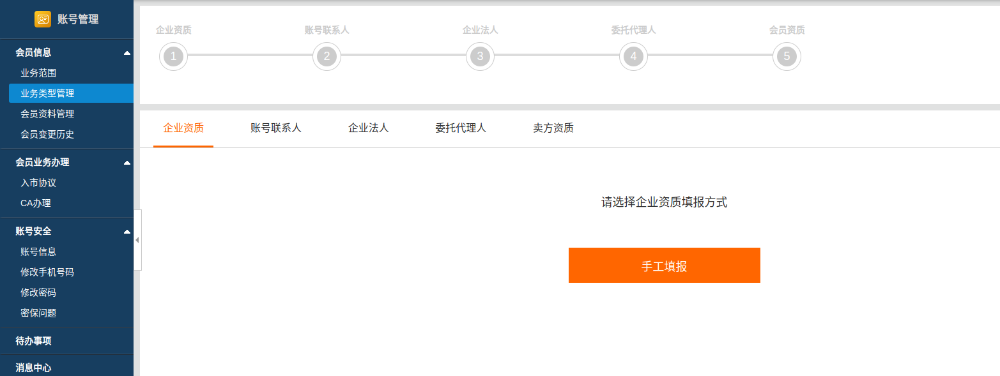 账号管理
会员信息
业务范围
业务类型管理
会员资料管理
会员变更历史
会员业务办理
入市协议
CA办理
账号安全
账号信息
修改手机号码
修改密码
密保问题
待办事项
消息中心
企业资质 账号联系人 企业法人 委托代理人 会员资质
1 2 3 4 5
企业资质 账号联系人 企业法人 委托代理人 卖方资质
请选择企业资质填报方式
手工填报